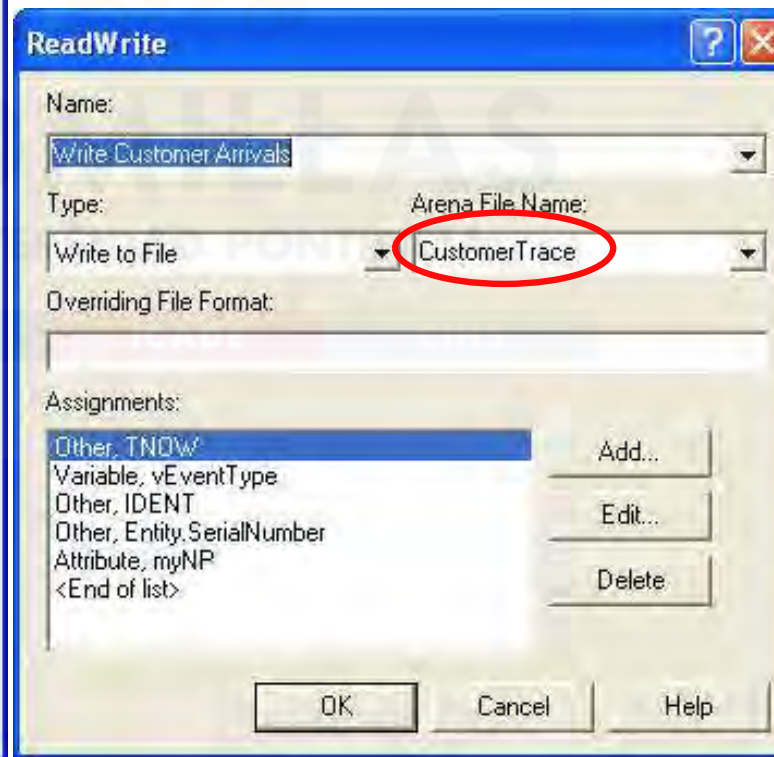 ReadWrite
Name:
Write Customer Arrivals
Type: Arena File Name:
Write to File CustomerTrace
Overriding File Format:
Assignments:
Other, TNOW
Variable, vEventType
Other, IDENT
Other, Entity.SerialNumber
Attribute, myNP
<End of list>
Add...
Edit...
Delete
OK Cancel Help